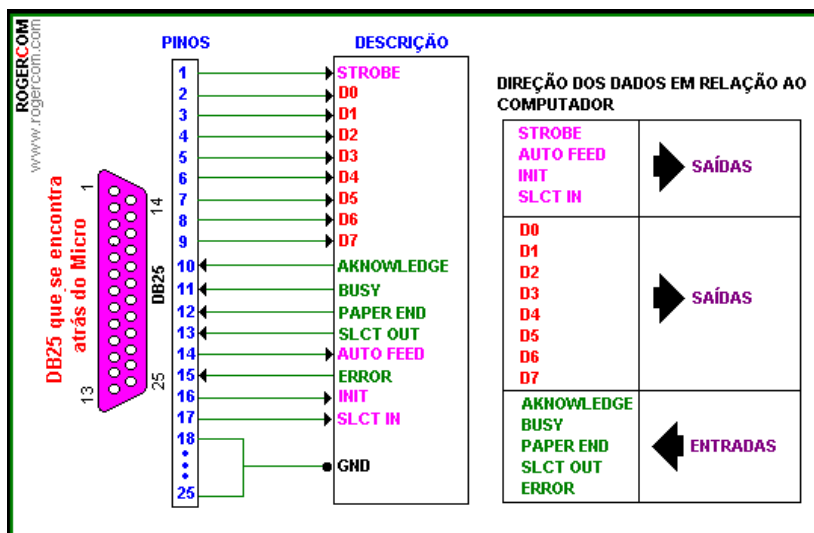 ROGERCOM
www.rogercom.com
PINOS
DESCRIÇÃO
1 STROBE
2 D0
3 D1
4 D2
5 D3
6 D4
7 D5
8 D6
9 D7
10 AKNOWLEDGE
11 BUSY
12 PAPER END
13 SLCT OUT
14 AUTO FEED
15 ERROR
16 INIT
17 SLCT IN
18
GND
25
DB25 que se encontra
atrás do Micro
1
14
13
25
DB25
DIREÇÃO DOS DADOS EM RELAÇÃO AO
COMPUTADOR
STROBE
AUTO FEED
INIT
SLCT IN
SAÍDAS
D0
D1
D2
D3
D4
D5
D6
D7
SAÍDAS
AKNOWLEDGE
BUSY
PAPER END
SLCT OUT
ERROR
ENTRADAS